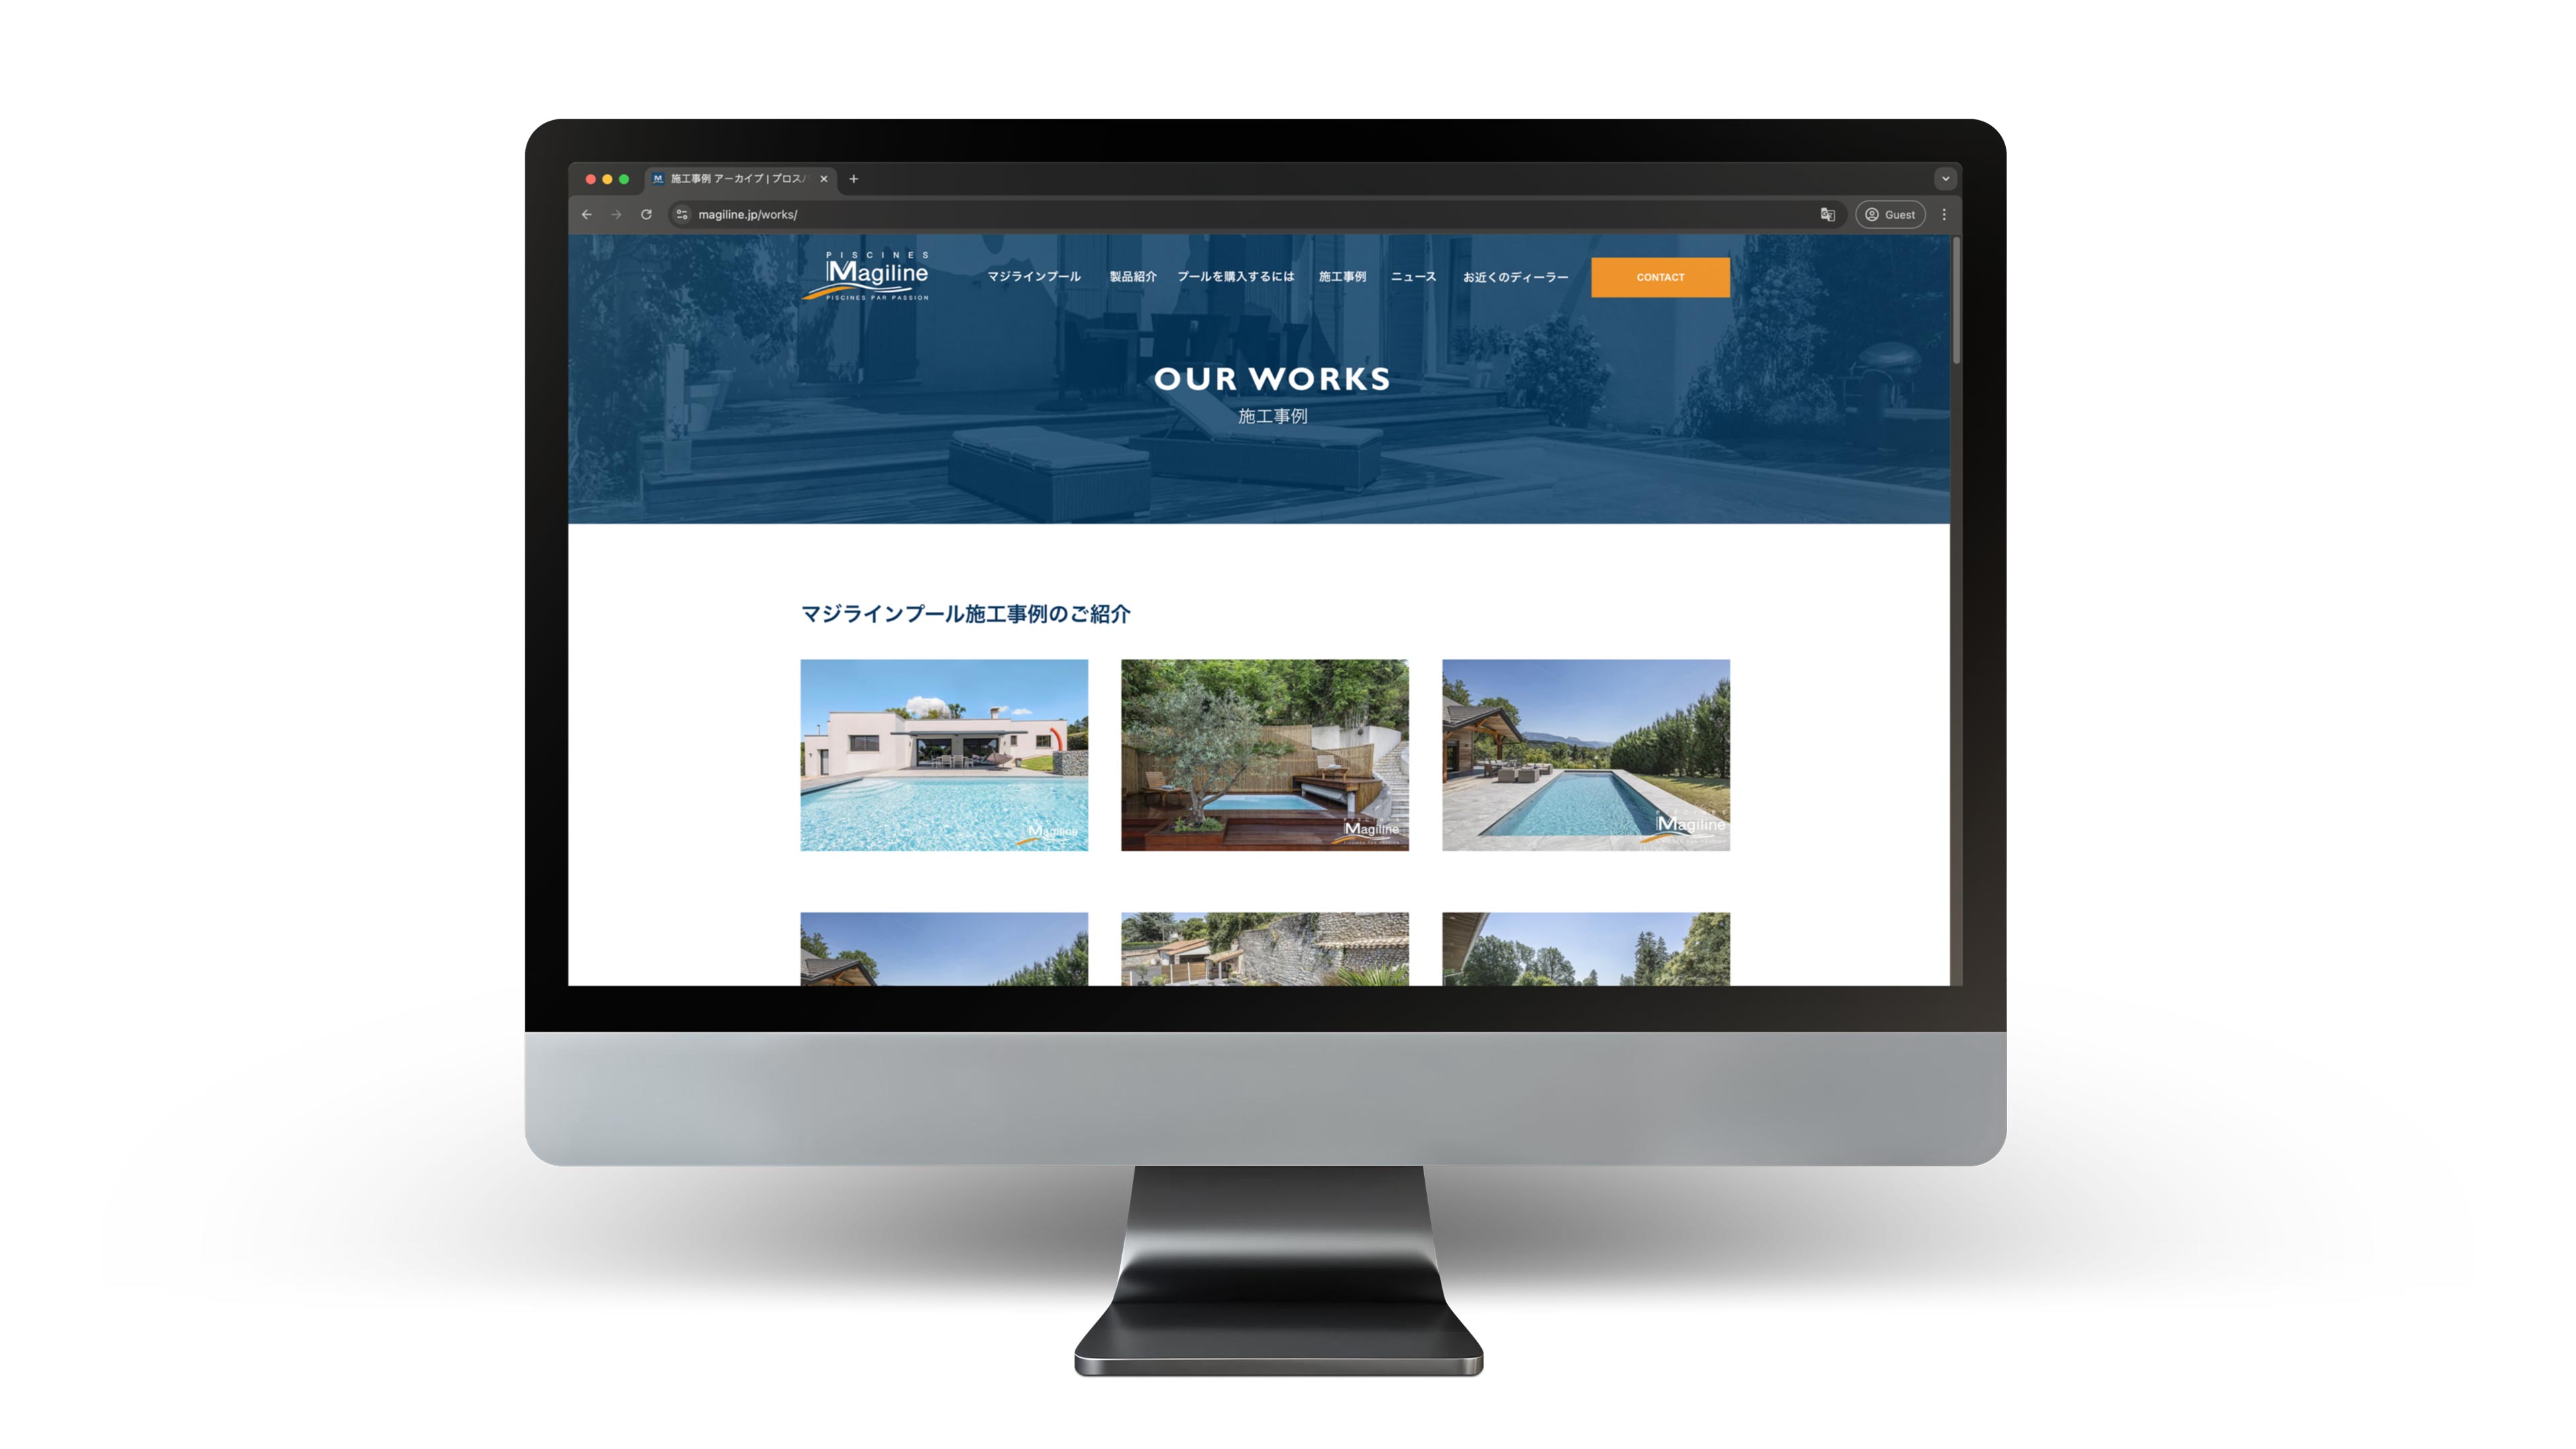 施工事例 アーカイブ | プロス
magiline.jp/works/
Guest
PISCINES
Magiline
PISCINES PAR PASSION
マジラインプール
製品紹介
プールを購入するには
施工事例
ニュース
お近くのディーラー
CONTACT
OUR WORKS
施工事例
マジラインプール施工事例のご紹介
Magiline
Magiline
PISCINES PAR PASSION
PISCINES
Magiline